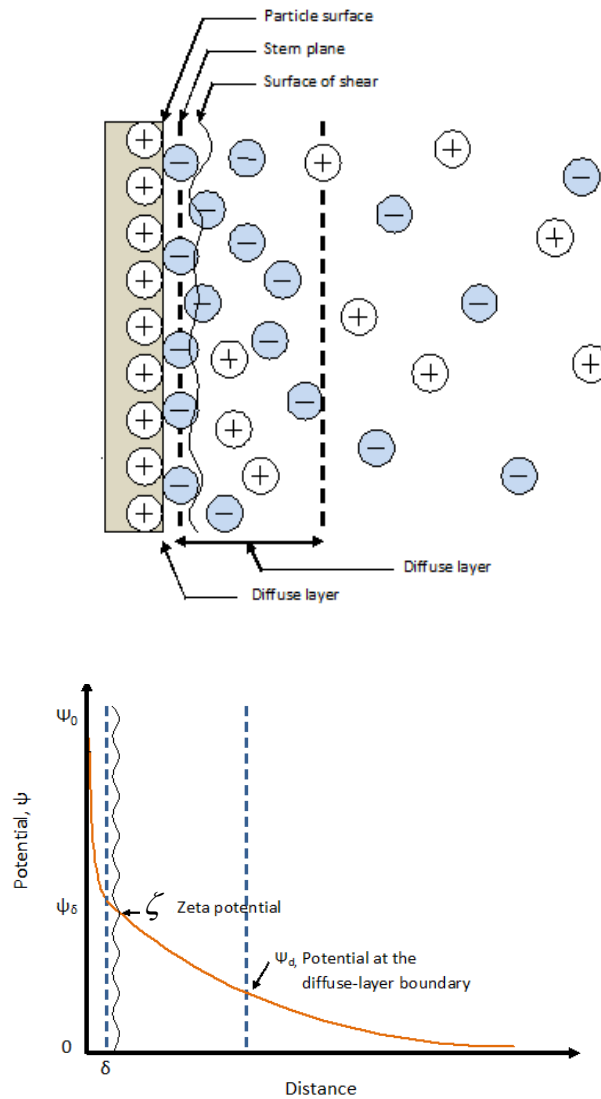 Particle surface
Stern plane
Surface of shear
Diffuse layer
Diffuse layer
Ψ0
Potential, ψ
ζ Zeta potential
ψδ
Ψd, Potential at the
diffuse-layer boundary
0
δ
Distance